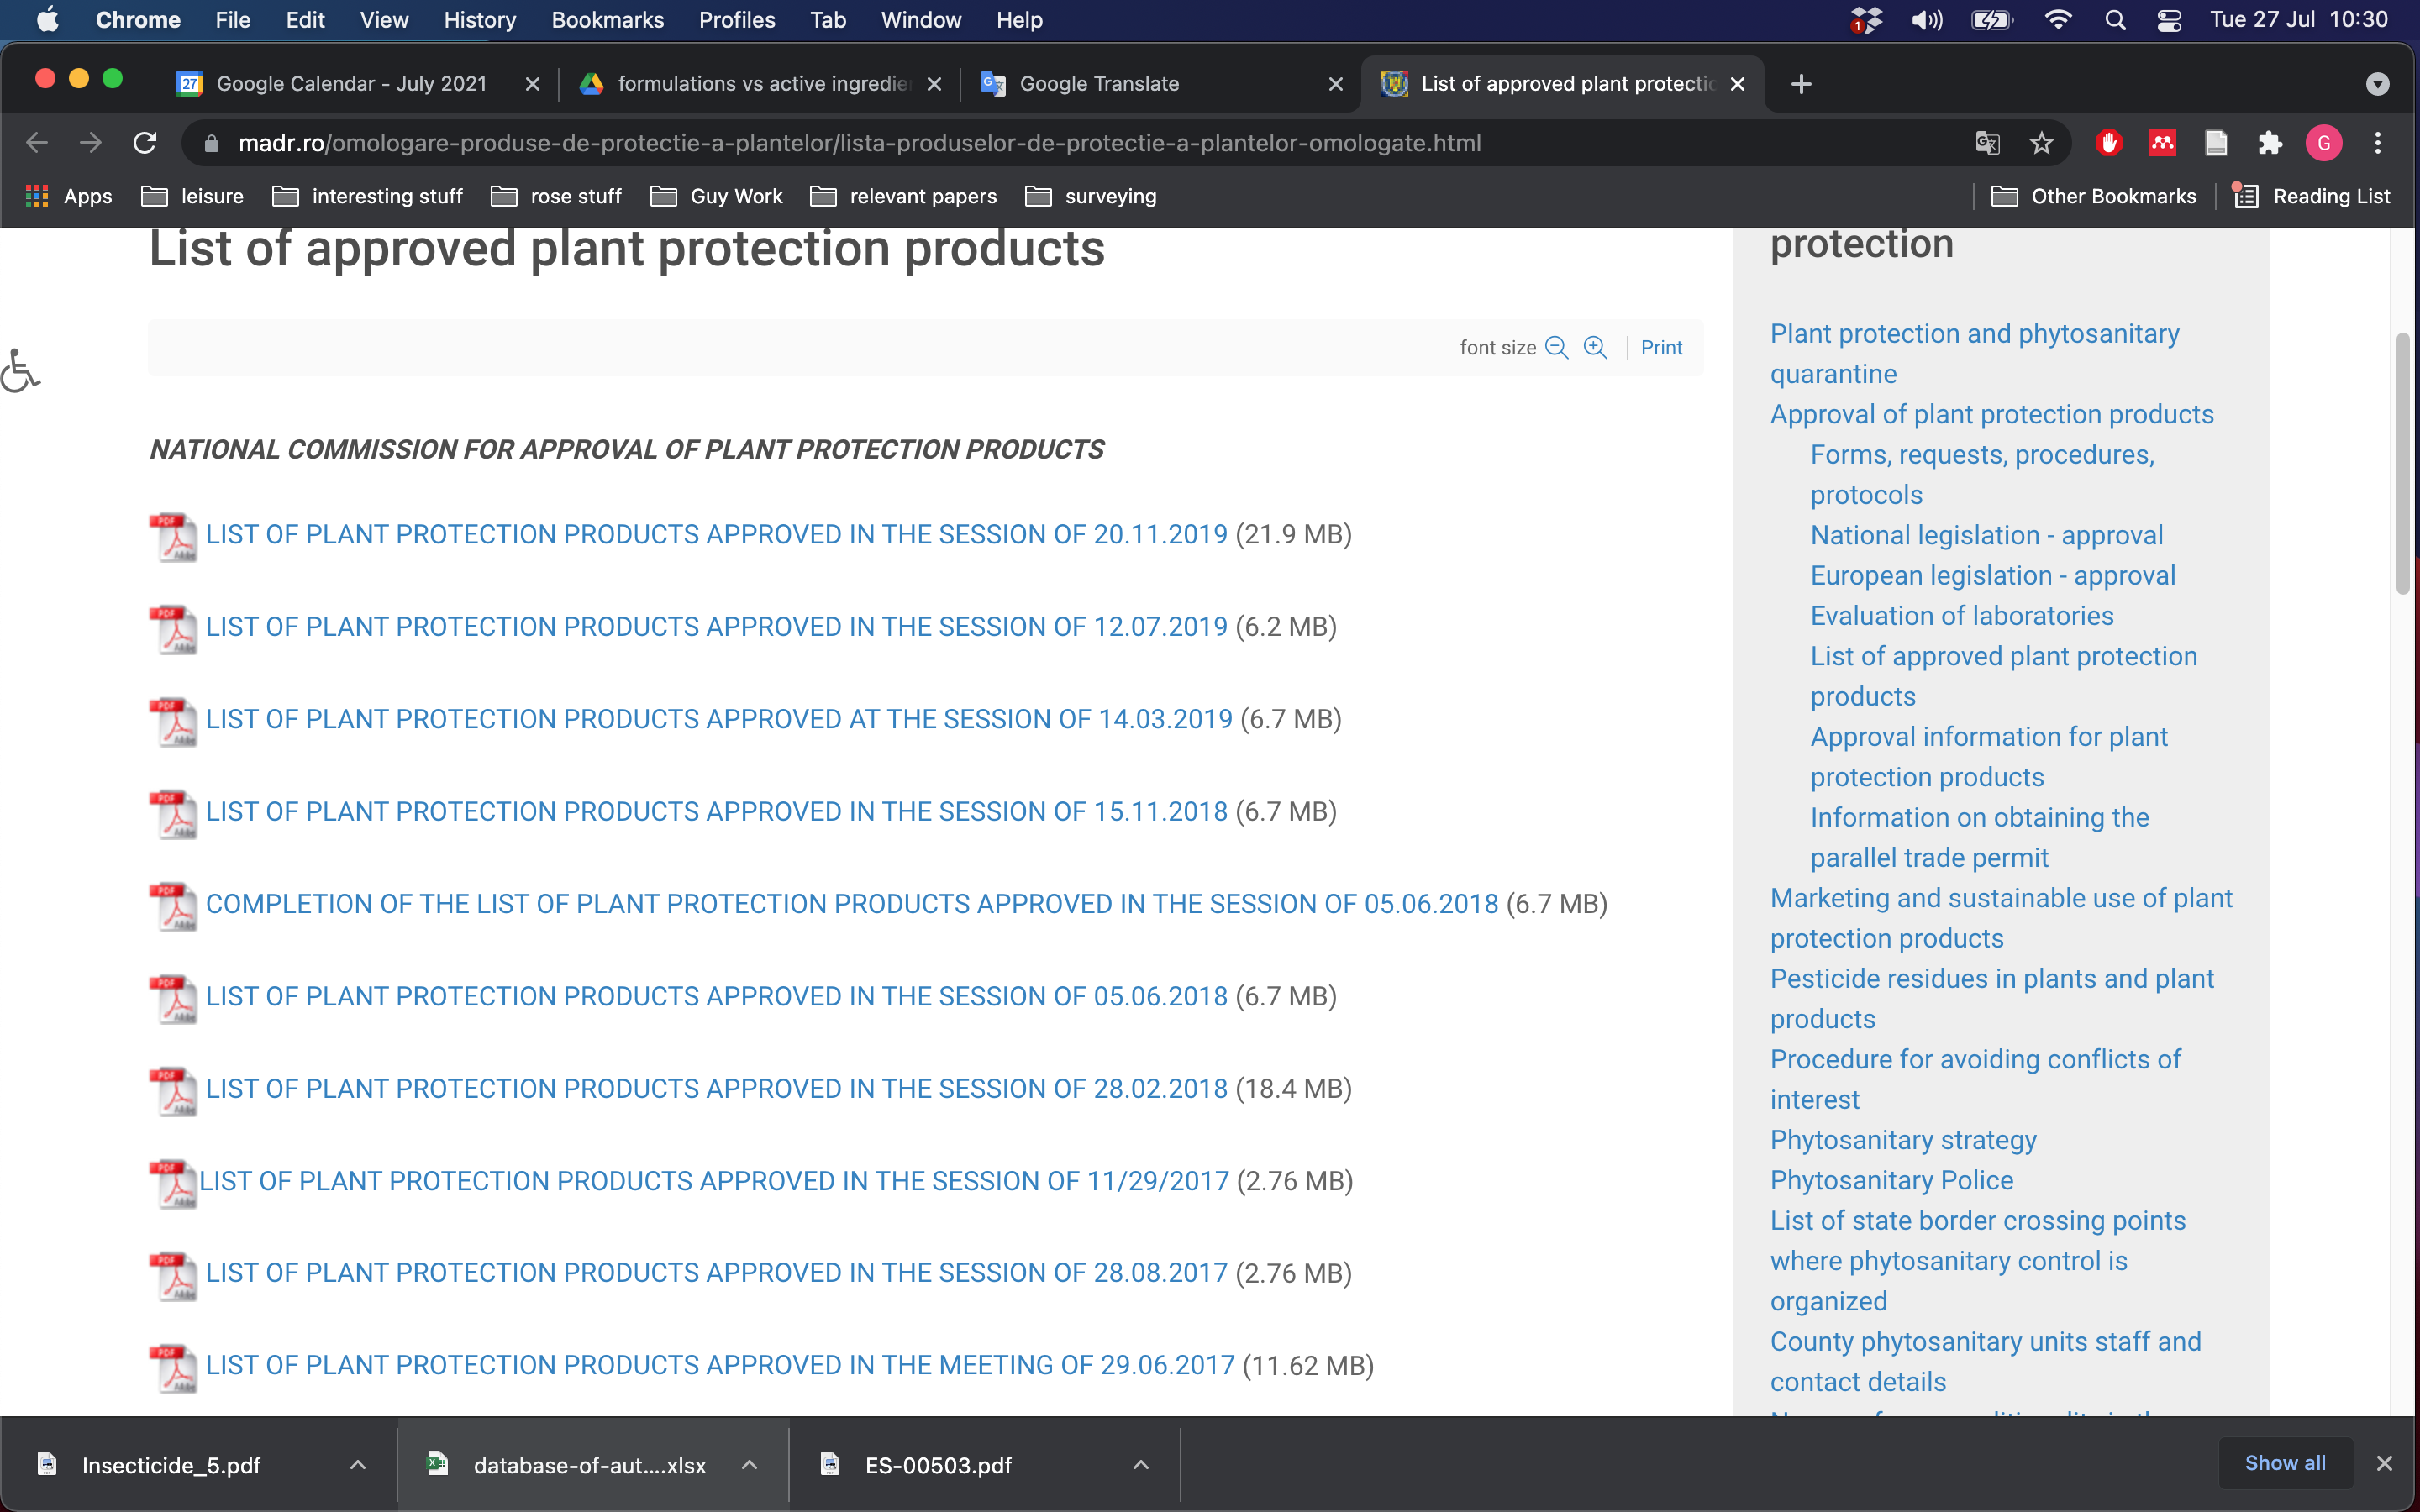 Chrome File Edit View History Bookmarks Profiles Tab Window Help 1 Tue 27 Jul 10:30
27 Google Calendar - July 2021 formulations vs active ingredie Google Translate List of approved plant protectio
madr.ro/omologare-produse-de-protectie-a-plantelor/lista-produselor-de-protectie-a-plantelor-omologate.html G
Apps leisure interesting stuff rose stuff Guy Work relevant papers surveying Other Bookmarks Reading List
List of approved plant protection products
font size Print
NATIONAL COMMISSION FOR APPROVAL OF PLANT PROTECTION PRODUCTS
PDF LIST OF PLANT PROTECTION PRODUCTS APPROVED IN THE SESSION OF 20.11.2019 (21.9 MB)
PDF LIST OF PLANT PROTECTION PRODUCTS APPROVED IN THE SESSION OF 12.07.2019 (6.2 MB)
PDF LIST OF PLANT PROTECTION PRODUCTS APPROVED AT THE SESSION OF 14.03.2019 (6.7 MB)
PDF LIST OF PLANT PROTECTION PRODUCTS APPROVED IN THE SESSION OF 15.11.2018 (6.7 MB)
PDF COMPLETION OF THE LIST OF PLANT PROTECTION PRODUCTS APPROVED IN THE SESSION OF 05.06.2018 (6.7 MB)
PDF LIST OF PLANT PROTECTION PRODUCTS APPROVED IN THE SESSION OF 05.06.2018 (6.7 MB)
PDF LIST OF PLANT PROTECTION PRODUCTS APPROVED IN THE SESSION OF 28.02.2018 (18.4 MB)
PDF LIST OF PLANT PROTECTION PRODUCTS APPROVED IN THE SESSION OF 11/29/2017 (2.76 MB)
PDF LIST OF PLANT PROTECTION PRODUCTS APPROVED IN THE SESSION OF 28.08.2017 (2.76 MB)
PDF LIST OF PLANT PROTECTION PRODUCTS APPROVED IN THE MEETING OF 29.06.2017 (11.62 MB)
protection
Plant protection and phytosanitary
quarantine
Approval of plant protection products
Forms, requests, procedures,
protocols
National legislation - approval
European legislation - approval
Evaluation of laboratories
List of approved plant protection
products
Approval information for plant
protection products
Information on obtaining the
parallel trade permit
Marketing and sustainable use of plant
protection products
Pesticide residues in plants and plant
products
Procedure for avoiding conflicts of
interest
Phytosanitary strategy
Phytosanitary Police
List of state border crossing points
where phytosanitary control is
organized
County phytosanitary units staff and
contact details
Insecticide_5.pdf database-of-aut....xlsx ES-00503.pdf Show all